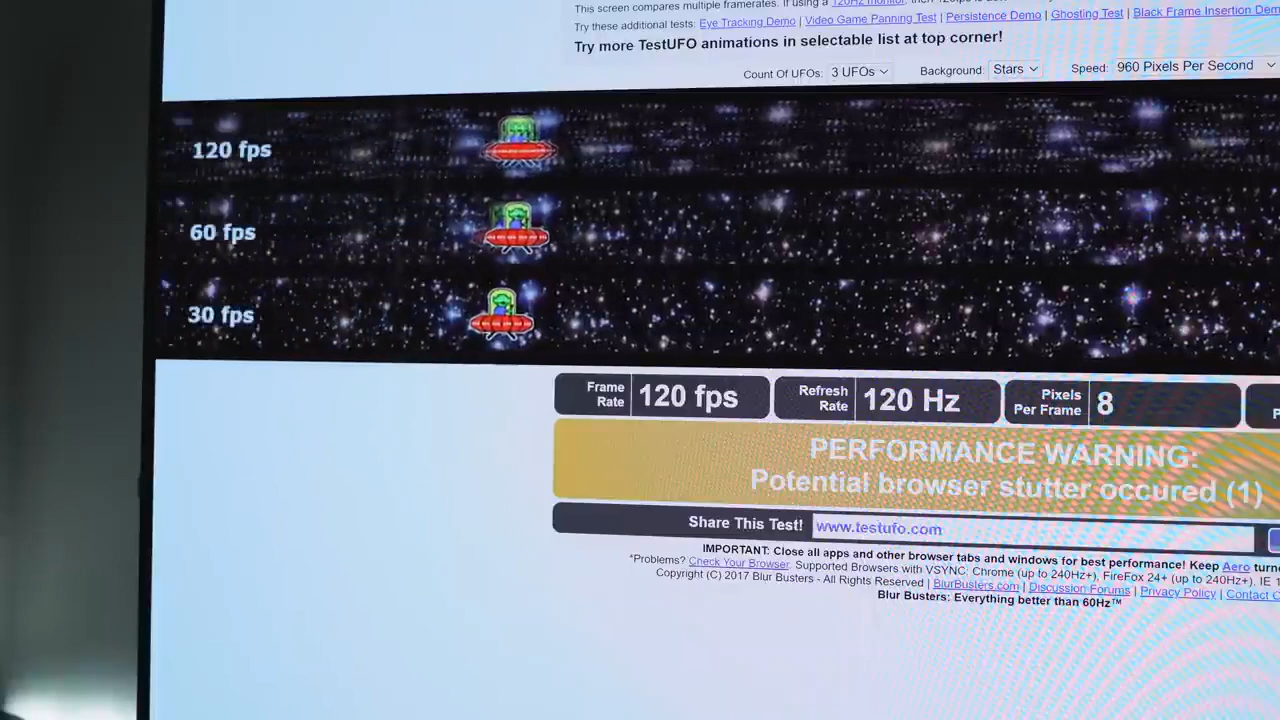 This screen compares multiple framerates. If using a 120Hz monitor, then 120fps is
Try these additional tests: Eye Tracking Demo | Video Game Panning Test | Persistence Demo | Ghosting Test | Black Frame Insertion Dem
Try more TestUFO animations in selectable list at top corner!
Count Of UFOs: 3 UFOs Background: Stars Speed: 960 Pixels Per Second
120 fps
60 fps
30 fps
Frame Rate 120 fps Refresh Rate 120 Hz Pixels Per Frame 8 P
PERFORMANCE WARNING:
Potential browser stutter occured (1)
Share This Test! www.testufo.com
IMPORTANT: Close all apps and other browser tabs and windows for best performance! Keep Aero turne
*Problems? Check Your Browser. Supported Browsers with VSYNC: Chrome (up to 240Hz+), FireFox 24+ (up to 240Hz+), IE 1
Copyright (C) 2017 Blur Busters - All Rights Reserved | BlurBusters.com | Discussion Forums | Privacy Policy | Contact C
Blur Busters: Everything better than 60Hz™